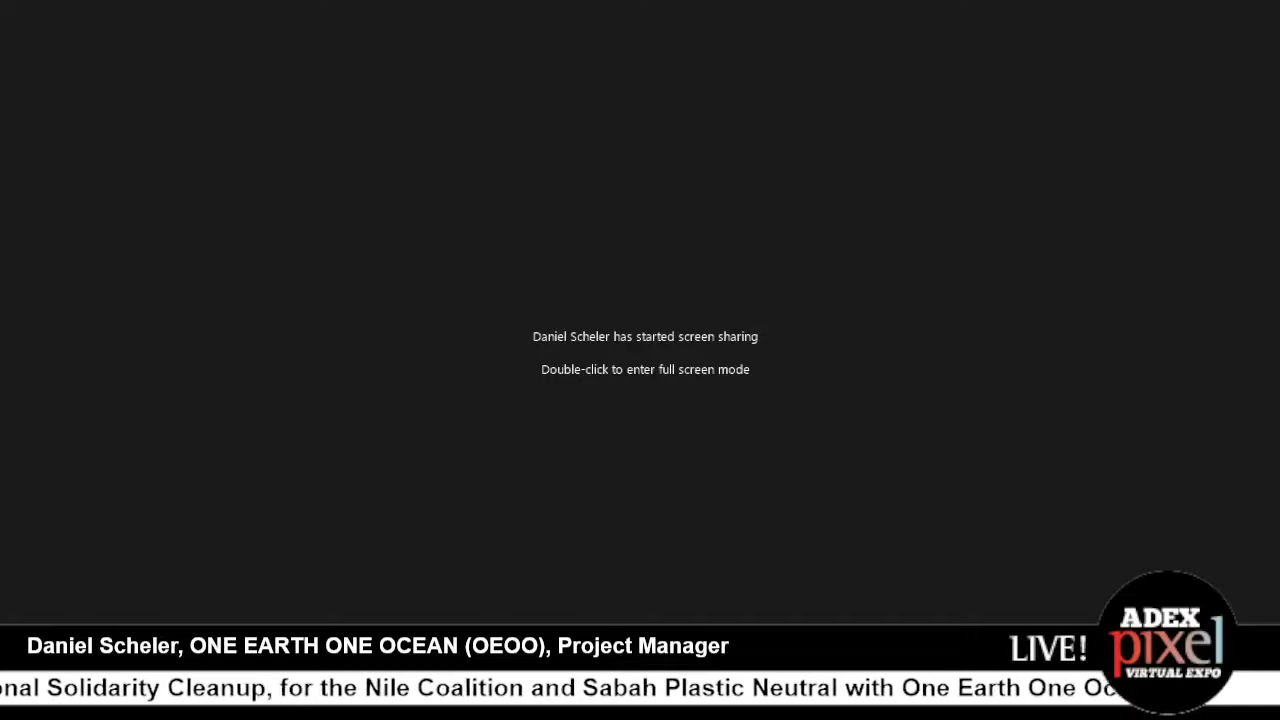 Daniel Scheler has started screen sharing
Double-click to enter full screen mode
Daniel Scheler, ONE EARTH ONE OCEAN (OEOO), Project Manager
LIVE!
ADEX
pixel
VIRTUAL EXPO
Solidarity Cleanup, for the Nile Coalition and Sabah Plastic Neutral with One Earth One